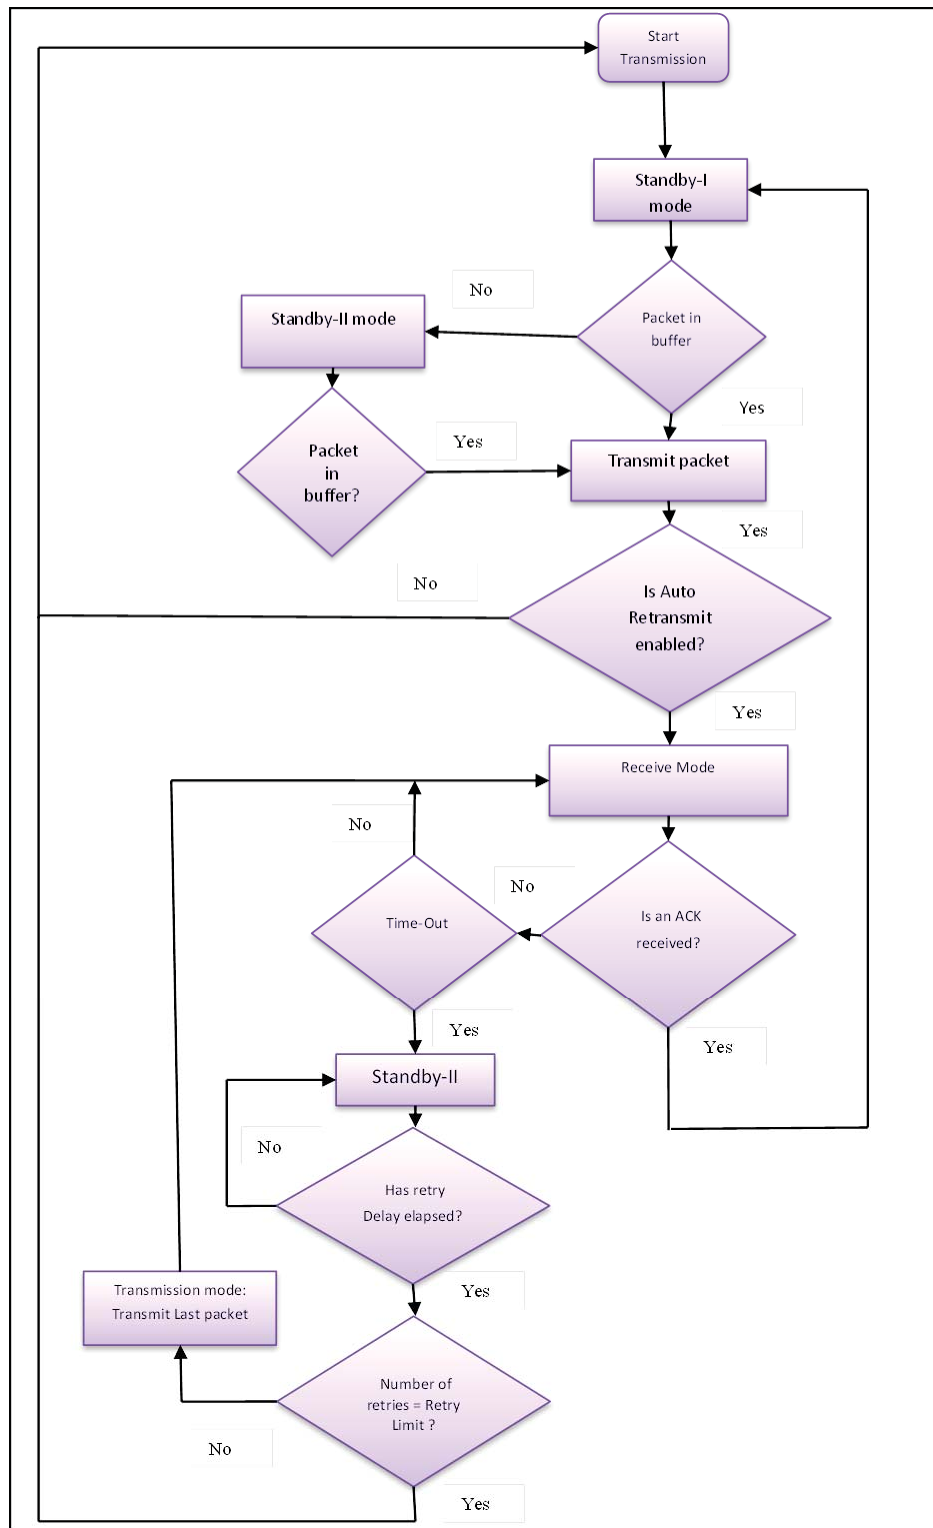 Start
Transmission
Standby-I
mode
No
Packet in
buffer
Standby-II mode
Yes
Packet
in
buffer?
Yes
Transmit packet
Yes
No
Is Auto
Retransmit
enabled?
Yes
Receive Mode
No
No
Is an ACK
received?
Time-Out
Yes
Yes
Standby-II
No
Has retry
Delay elapsed?
Yes
Transmission mode:
Transmit Last packet
Number of
retries = Retry
Limit ?
No
Yes